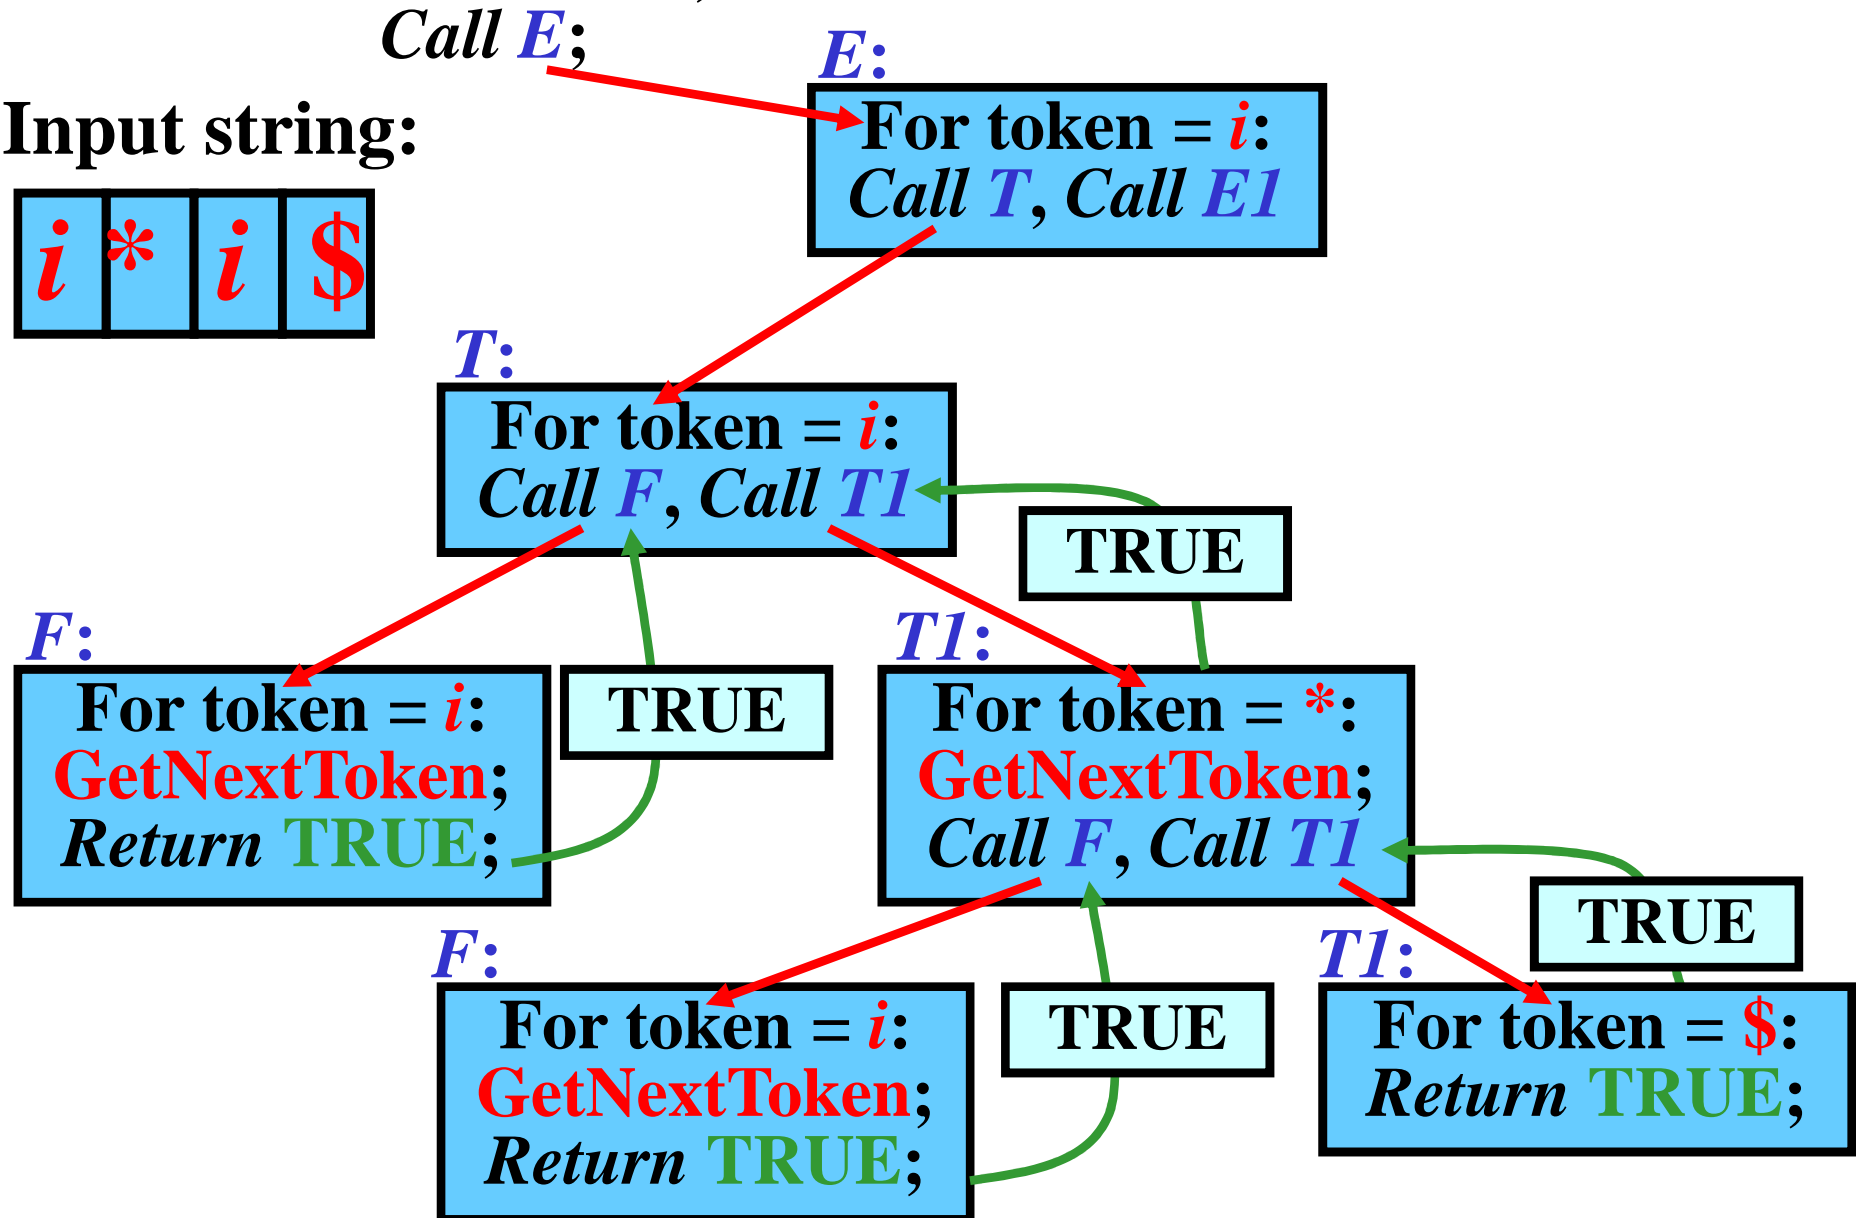 Call E;
E:
For token = i:
Call T, Call E1
Input string:
i * i $
T:
For token = i:
Call F, Call T1
TRUE
F:
For token = i:
GetNextToken;
Return TRUE;
TRUE
T1:
For token = *:
GetNextToken;
Call F, Call T1
TRUE
F:
For token = i:
GetNextToken;
Return TRUE;
TRUE
T1:
For token = $:
Return TRUE;